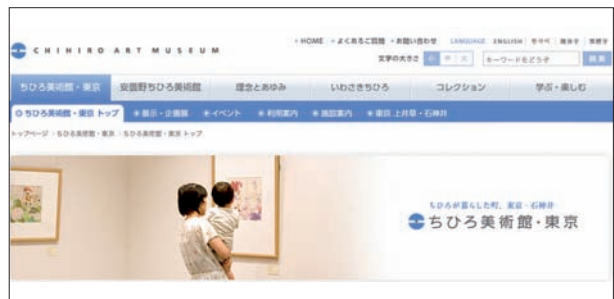 HOME よくあるご質問 お問い合わせ LANGUAGE ENGLISH 한국어 簡体字 繁體字
CHIHIRO ART MUSEUM
文字の大きさ 小 中 大 キーワードをどうぞ 検索
ちひろ美術館・東京 安曇野ちひろ美術館 理念とあゆみ いわさきちひろ コレクション 学ぶ・楽しむ
ちひろ美術館・東京 トップ 展示・企画展 イベント ご利用案内 施設案内 東京 上井草・石神井
トップページ > ちひろ美術館・東京 > ちひろ美術館・東京 トップ
ちひろが暮らした町、東京・石神井
ちひろ美術館・東京